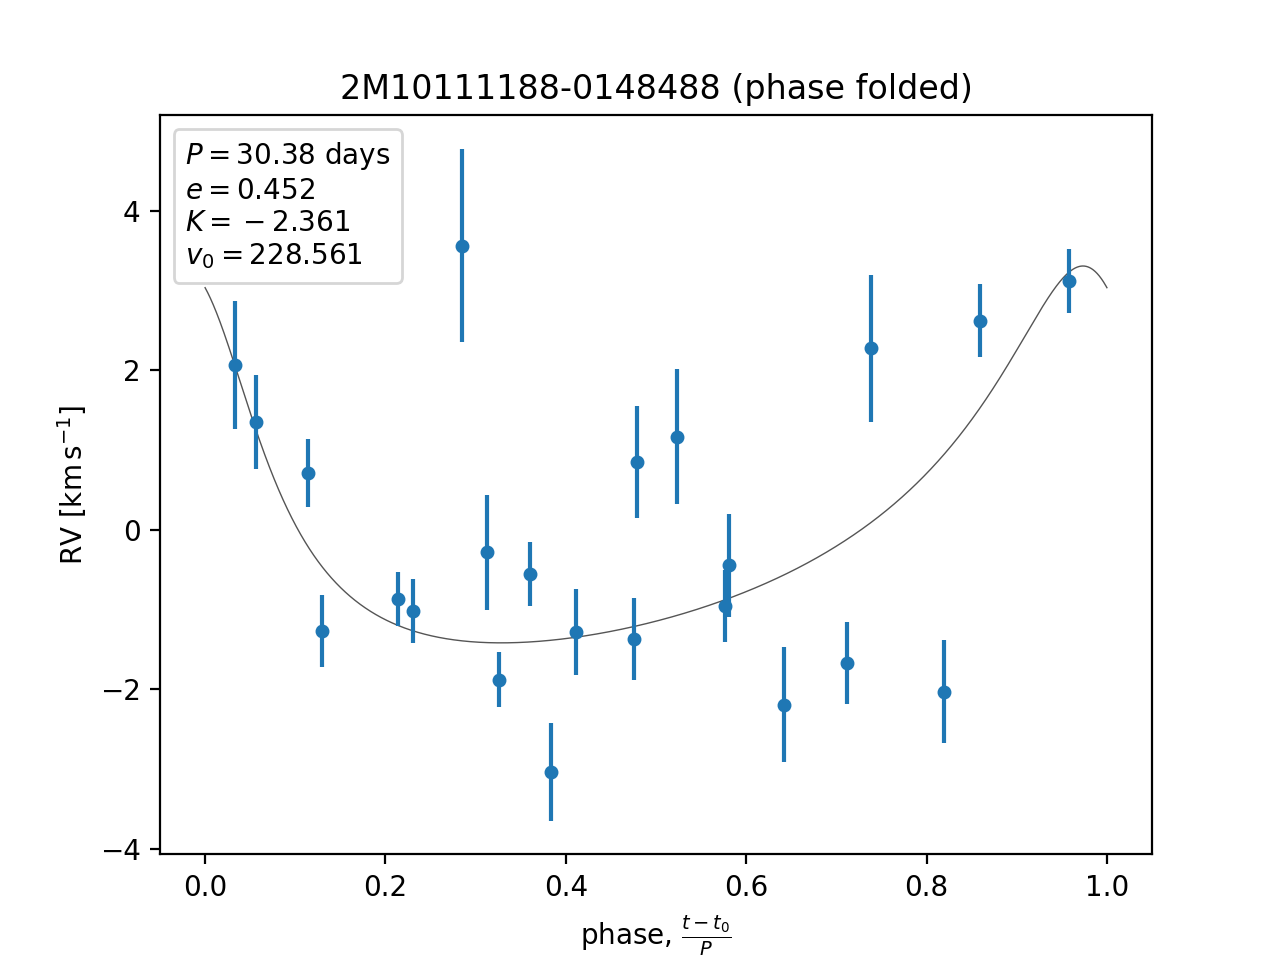 2M10111188-0148488 (phase folded)
P = 30.38 days
e = 0.452
K = −2.361
v₀ = 228.561
4
2
0
−2
−4
RV [km s⁻¹]
0.0 0.2 0.4 0.6 0.8 1.0
phase, (t − t₀)/P